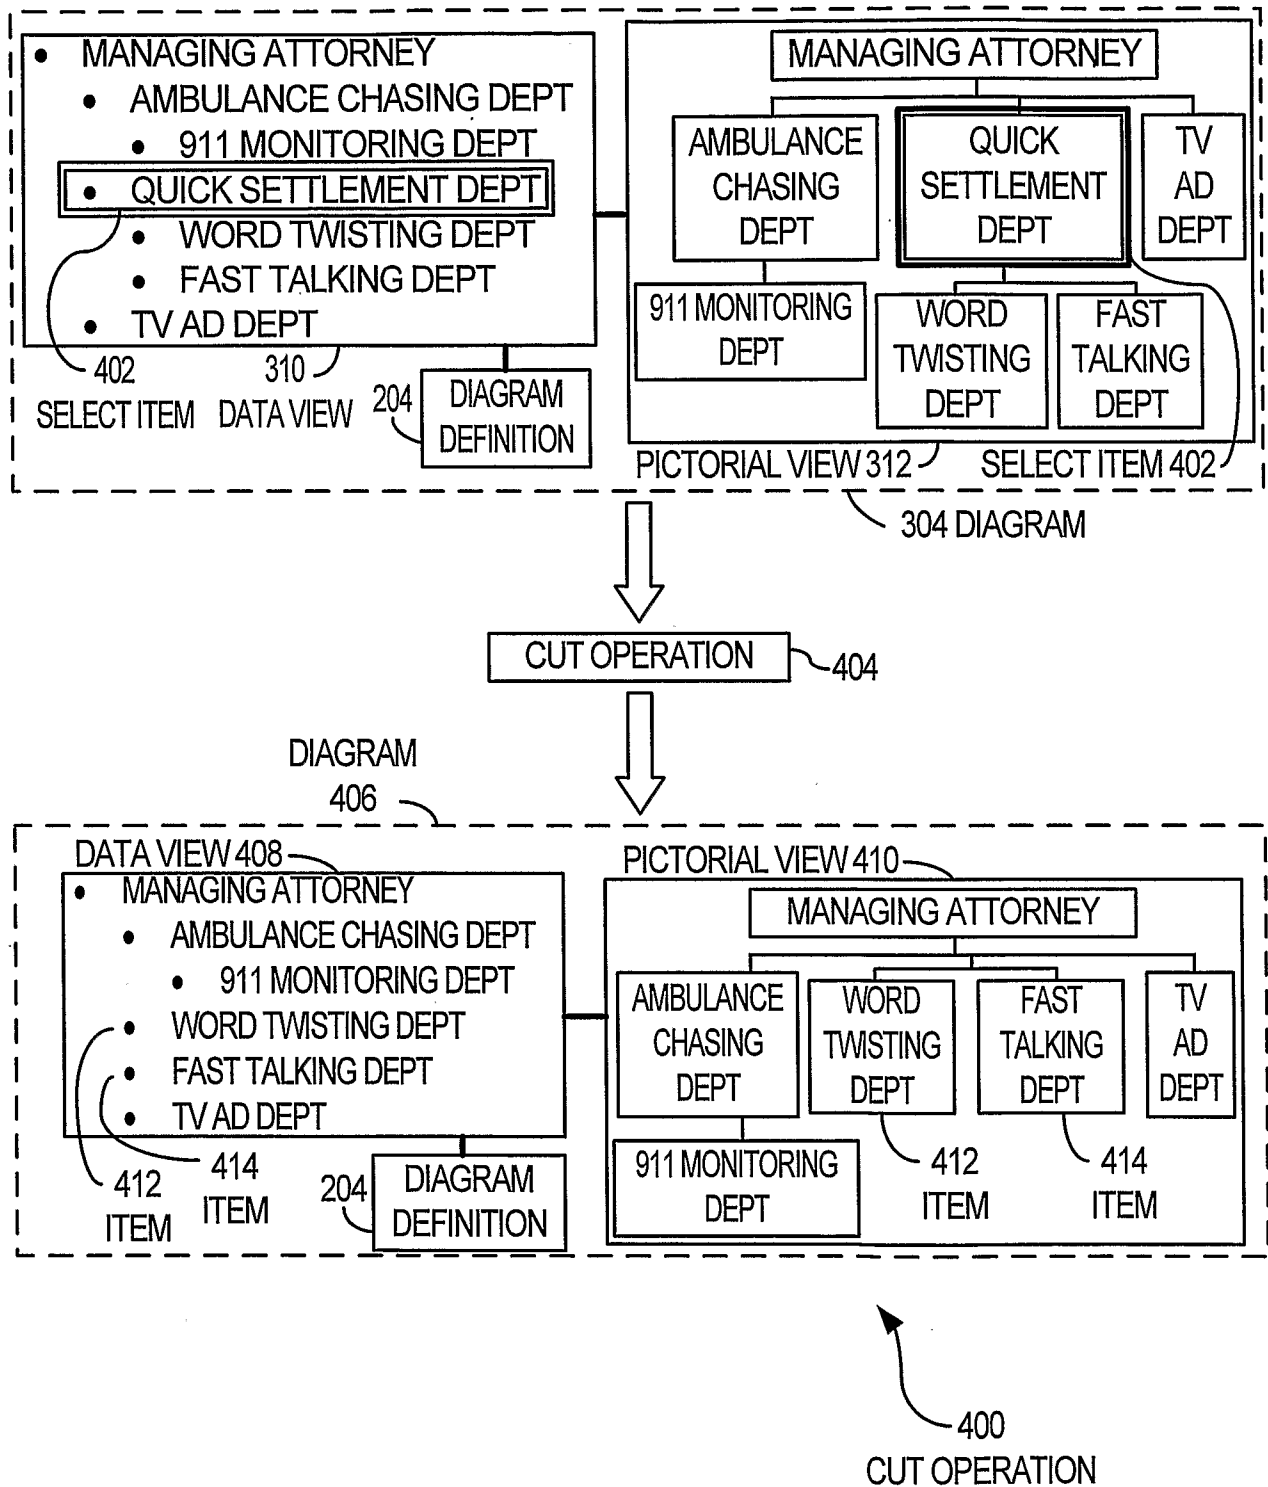 • MANAGING ATTORNEY
• AMBULANCE CHASING DEPT
• 911 MONITORING DEPT
• QUICK SETTLEMENT DEPT
• WORD TWISTING DEPT
• FAST TALKING DEPT
• TV AD DEPT
402
SELECT ITEM
310
DATA VIEW
204
DIAGRAM
DEFINITION
MANAGING ATTORNEY
AMBULANCE
CHASING
DEPT
QUICK
SETTLEMENT
DEPT
TV
AD
DEPT
911 MONITORING
DEPT
WORD
TWISTING
DEPT
FAST
TALKING
DEPT
PICTORIAL VIEW 312
SELECT ITEM 402
304 DIAGRAM
CUT OPERATION
404
DIAGRAM
406
DATA VIEW 408
• MANAGING ATTORNEY
• AMBULANCE CHASING DEPT
• 911 MONITORING DEPT
• WORD TWISTING DEPT
• FAST TALKING DEPT
• TV AD DEPT
412
ITEM
414
ITEM
204
DIAGRAM
DEFINITION
PICTORIAL VIEW 410
MANAGING ATTORNEY
AMBULANCE
CHASING
DEPT
WORD
TWISTING
DEPT
FAST
TALKING
DEPT
TV
AD
DEPT
911 MONITORING
DEPT
412
ITEM
414
ITEM
400
CUT OPERATION